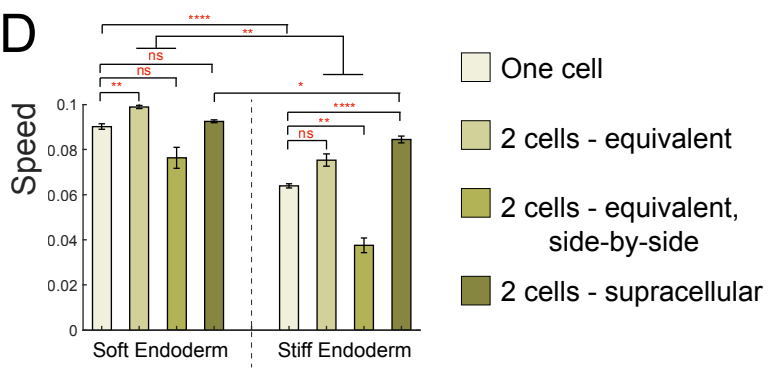 D
****
**
ns
ns
**
*
****
**
ns
Speed
0.1
0.08
0.06
0.04
0.02
0
Soft Endoderm
Stiff Endoderm
One cell
2 cells - equivalent
2 cells - equivalent,
side-by-side
2 cells - supracellular